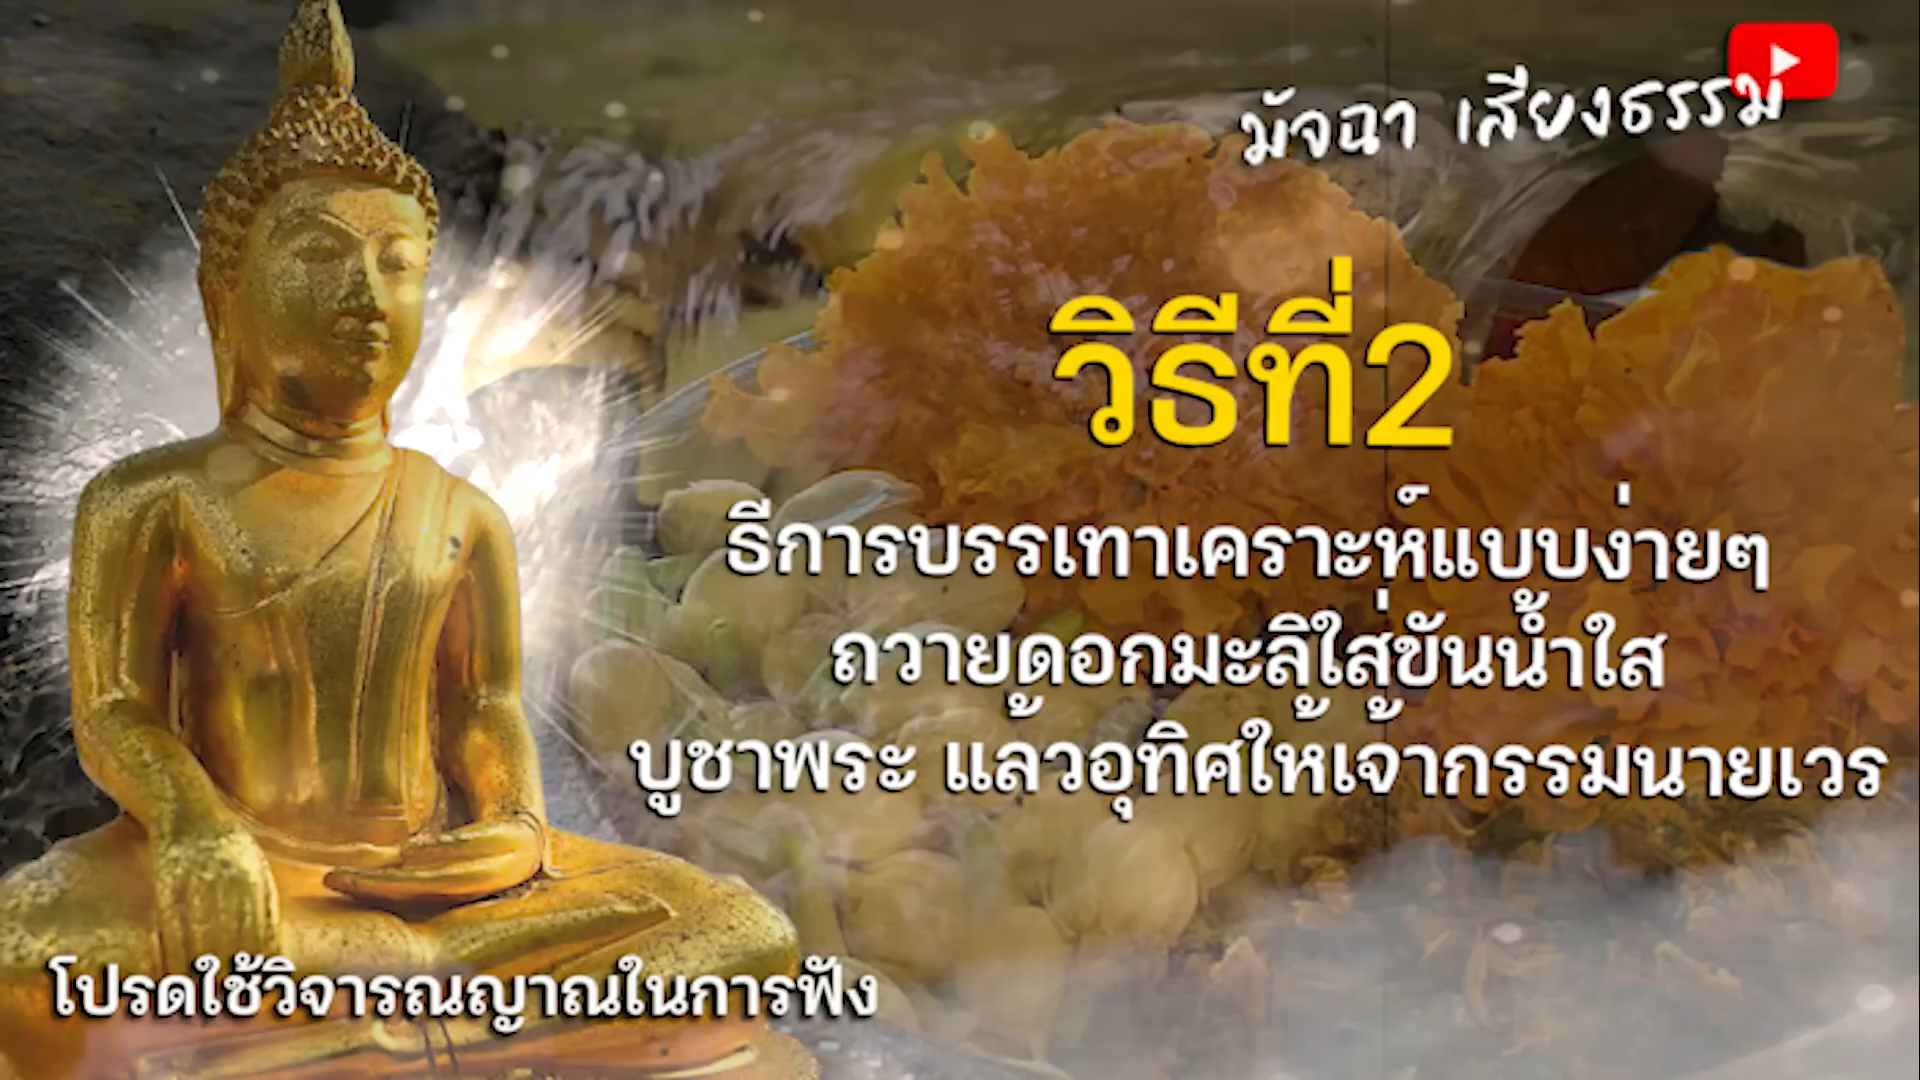 มัจฉา เสียงธรรม
วิธีที่2
ธีการบรรเทาเคราะห์แบบง่ายๆ
ถวายดอกมะลิใส่ขันน้ำใส
บูชาพระ แล้วอุทิศให้เจ้ากรรมนายเวร
โปรดใช้วิจารณญาณในการฟัง